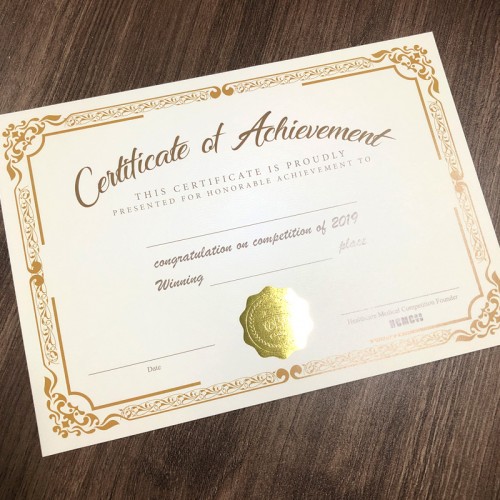 Certificate of Achievement
THIS CERTIFICATE IS PROUDLY
PRESENTED FOR HONORABLE ACHIEVEMENT TO
congratulation on competition of 2019
Winning place
Medical Competition Founder
Date